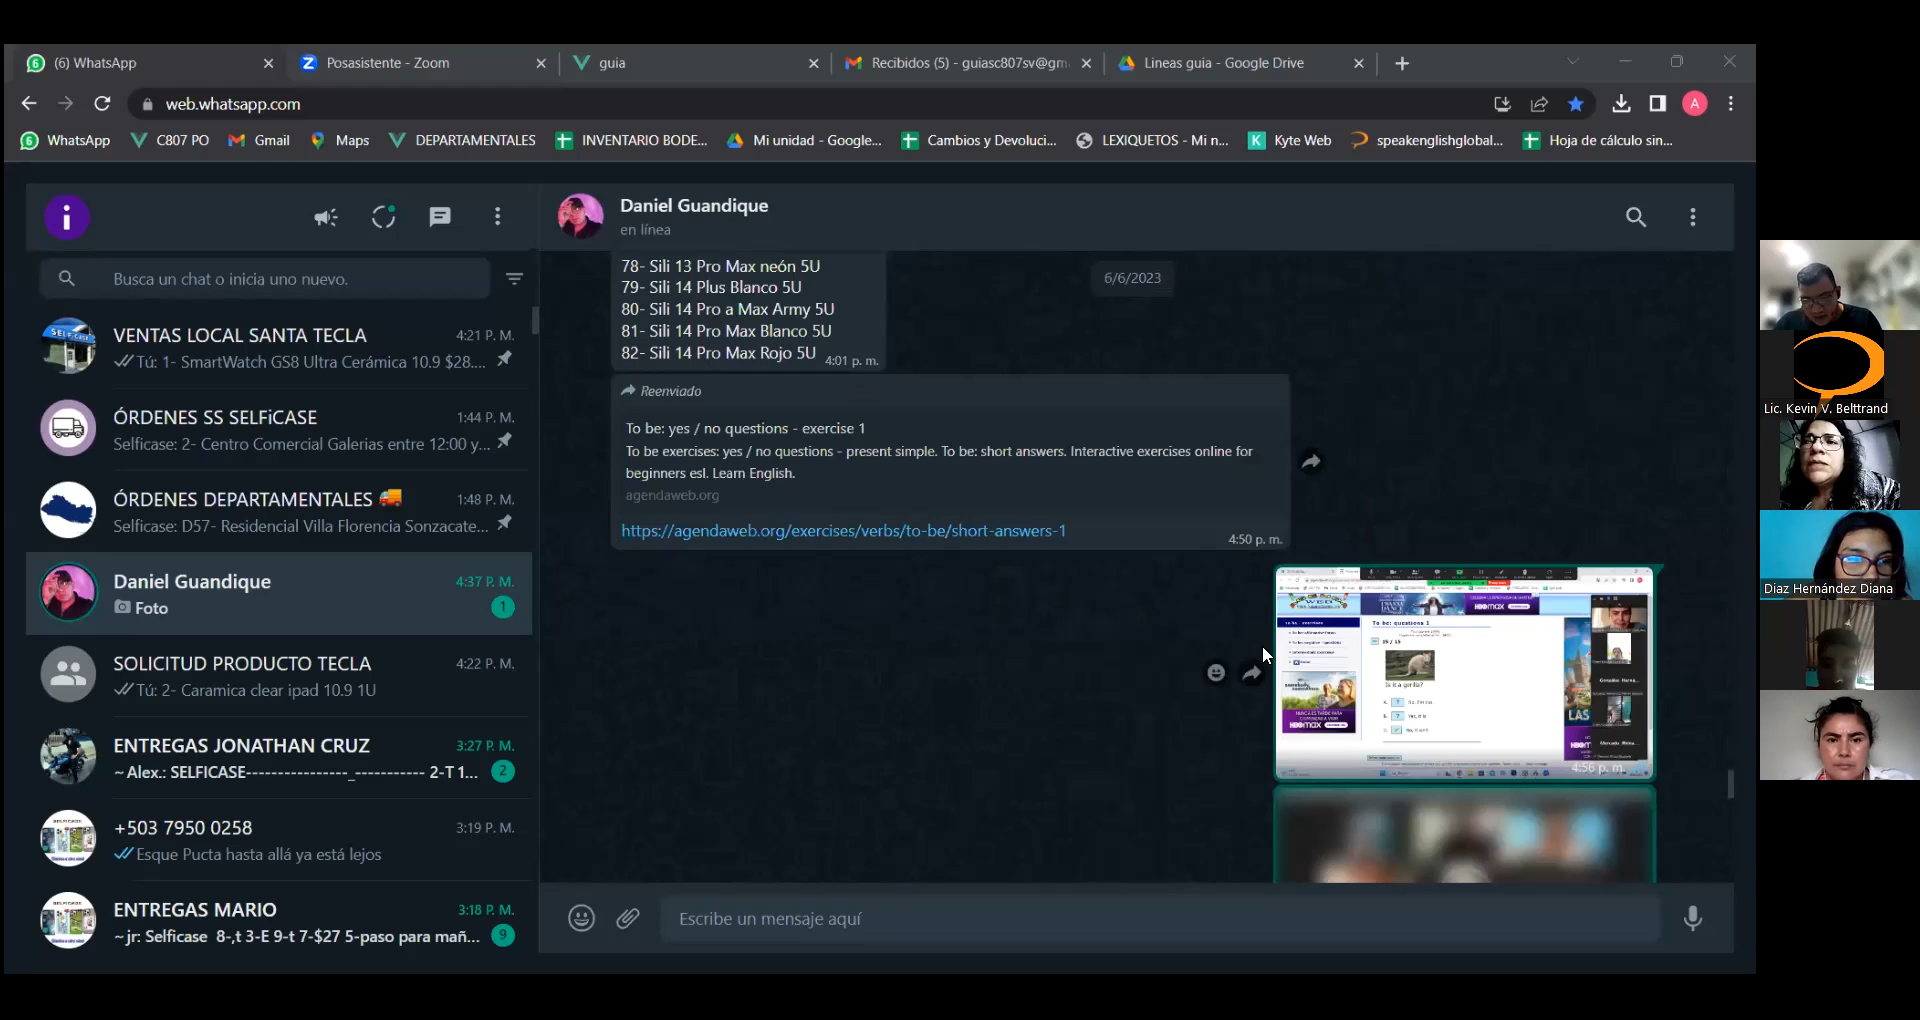 (6) WhatsApp
Posasistente - Zoom
guia
Recibidos (5) - guiasc807sv@gm
Lineas guia - Google Drive
web.whatsapp.com
A
WhatsApp
C807 PO
Gmail
Maps
DEPARTAMENTALES
INVENTARIO BODE...
Mi unidad - Google...
Cambios y Devoluci...
LEXIQUETOS - Mi n...
Kyte Web
speakenglishglobal...
Hoja de cálculo sin...
Busca un chat o inicia uno nuevo.
VENTAS LOCAL SANTA TECLA
4:21 P. M.
Tú: 1- SmartWatch GS8 Ultra Cerámica 10.9 $28....
ÓRDENES SS SELFiCASE
1:44 P. M.
Selficase: 2- Centro Comercial Galerias entre 12:00 y...
ÓRDENES DEPARTAMENTALES
1:48 P. M.
Selficase: D57- Residencial Villa Florencia Sonzacate...
Daniel Guandique
4:37 P. M.
Foto
1
SOLICITUD PRODUCTO TECLA
4:22 P. M.
Tú: 2- Caramica clear ipad 10.9 1U
ENTREGAS JONATHAN CRUZ
3:27 P. M.
~Alex.: SELFICASE----------------_----------- 2-T 1...
2
+503 7950 0258
3:19 P. M.
Esque Pucta hasta allá ya está lejos
ENTREGAS MARIO
3:18 P. M.
~jr: Selficase 8-,t 3-E 9-t 7-$27 5-paso para mañ...
9
Daniel Guandique
en línea
6/6/2023
78- Sili 13 Pro Max neón 5U
79- Sili 14 Plus Blanco 5U
80- Sili 14 Pro a Max Army 5U
81- Sili 14 Pro Max Blanco 5U
82- Sili 14 Pro Max Rojo 5U
4:01 p. m.
Reenviado
To be: yes / no questions - exercise 1
To be exercises: yes / no questions - present simple. To be: short answers. Interactive exercises online for
beginners esl. Learn English.
agendaweb.org
https://agendaweb.org/exercises/verbs/to-be/short-answers-1
4:50 p. m.
To be: questions 1
15 / 15
Is it a gorilla?
HBOmax
4:56 p. m.
Escribe un mensaje aquí
Lic. Kevin V. Belttrand
Diaz Hernández Diana